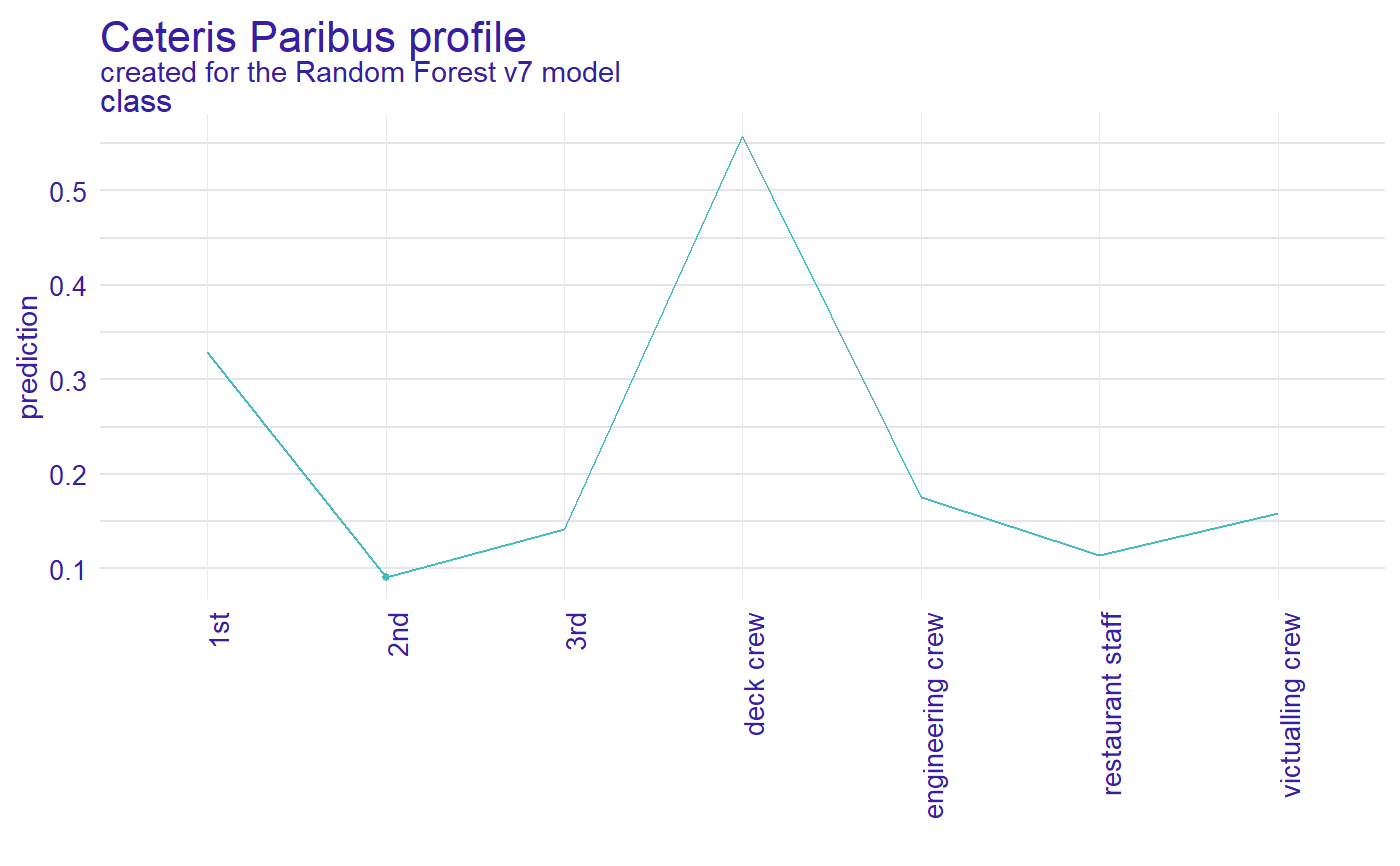 Ceteris Paribus profile
created for the Random Forest v7 model
class
0.5
0.4
0.3
0.2
0.1
prediction
1st
2nd
3rd
deck crew
engineering crew
restaurant staff
victualling crew